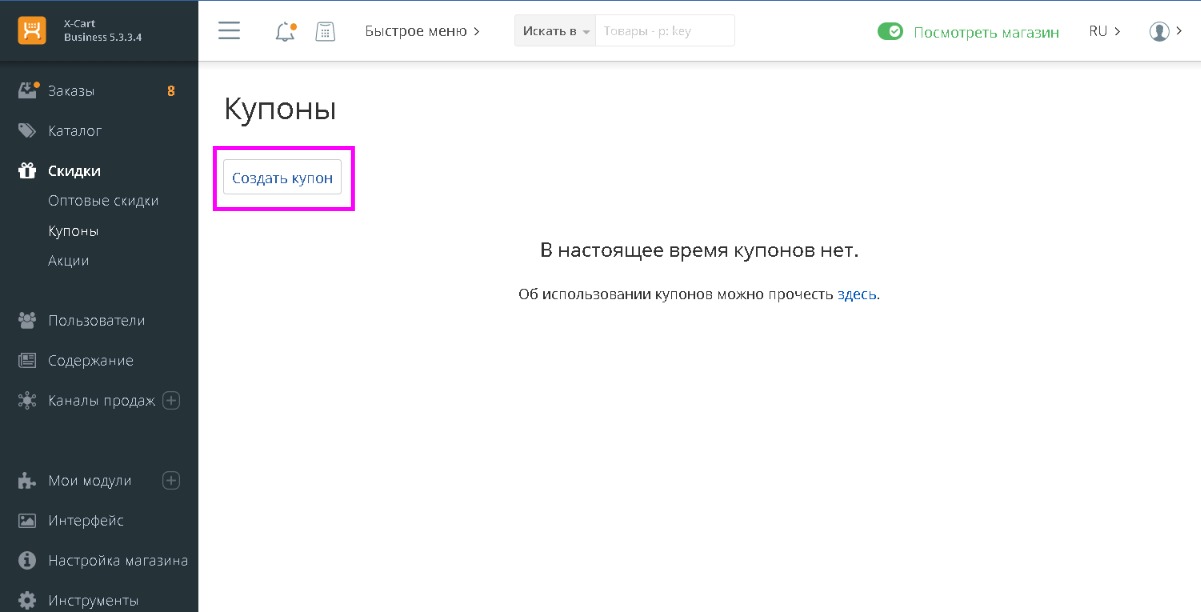 X-Cart
Business 5.3.3.4
Быстрое меню
Искать в
Товары - p: key
Посмотреть магазин
RU
Заказы 8
Каталог
Скидки
Оптовые скидки
Купоны
Акции
Пользователи
Содержание
Каналы продаж
Мои модули
Интерфейс
Настройка магазина
Инструменты
Купоны
Создать купон
В настоящее время купонов нет.
Об использовании купонов можно прочесть здесь.